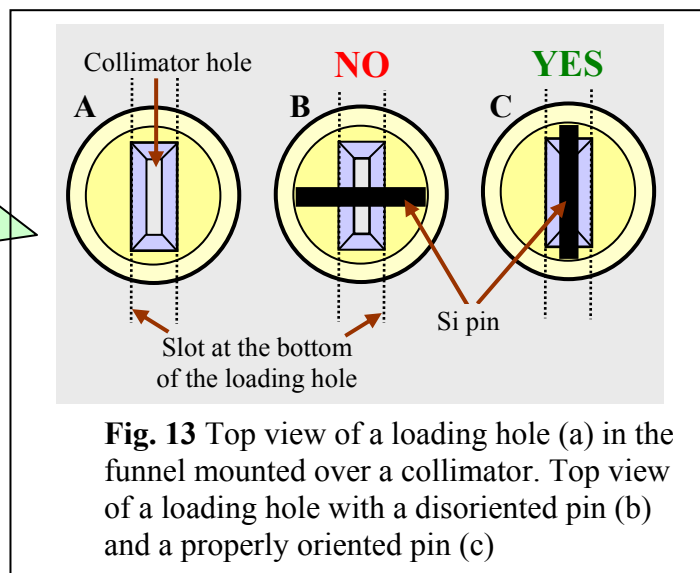 Collimator hole
NO
YES
A
B
C
Si pin
Slot at the bottom
of the loading hole
Fig. 13 Top view of a loading hole (a) in the
funnel mounted over a collimator. Top view
of a loading hole with a disoriented pin (b)
and a properly oriented pin (c)